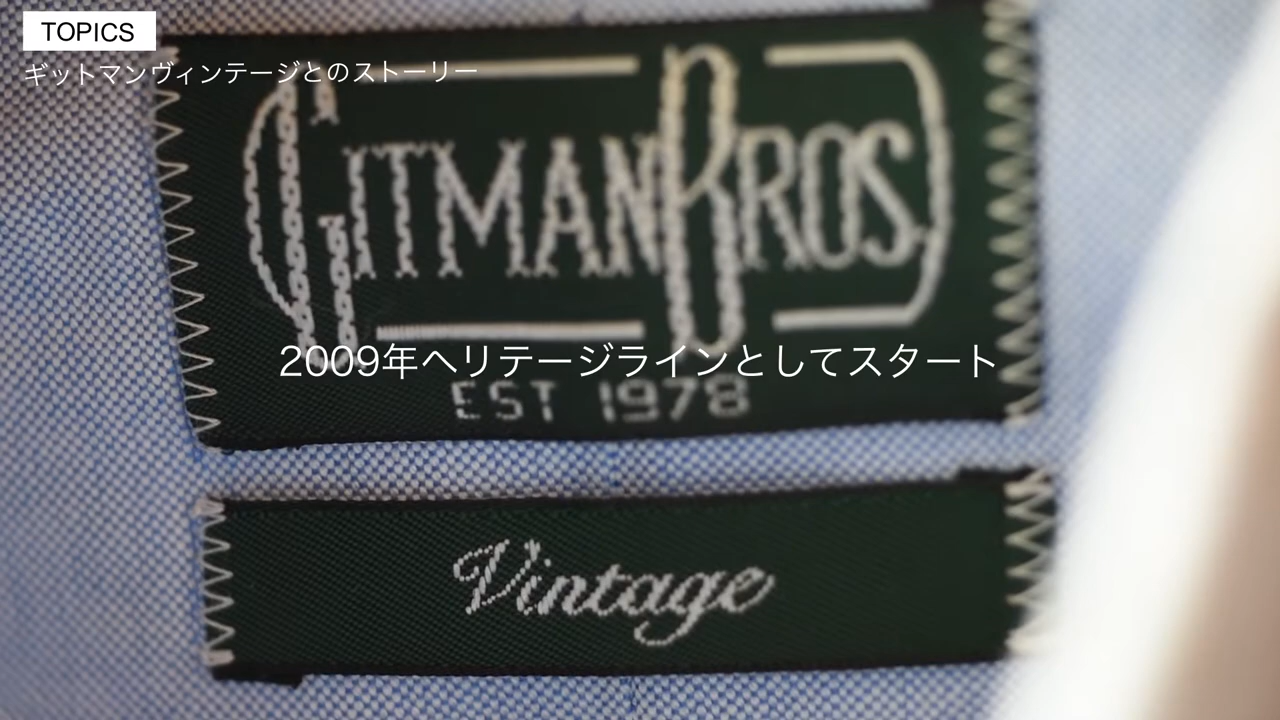 TOPICS
ギットマンヴィンテージとのストーリー
GITMAN BROS.
2009年ヘリテージラインとしてスタート
EST 1978
Vintage